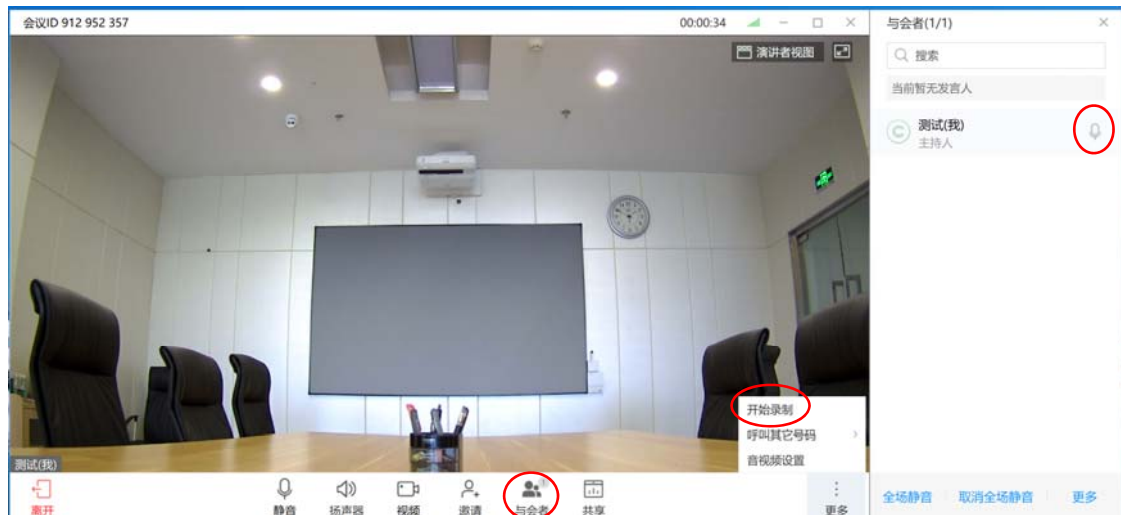 会议ID 912 952 357
00:00:34
与会者(1/1)
演讲者视图
搜索
当前暂无发言人
测试(我)
主持人
开始录制
呼叫其它号码
音视频设置
测试(我)
离开
静音
扬声器
视频
邀请
与会者
1
共享
更多
全场静音
取消全场静音
更多